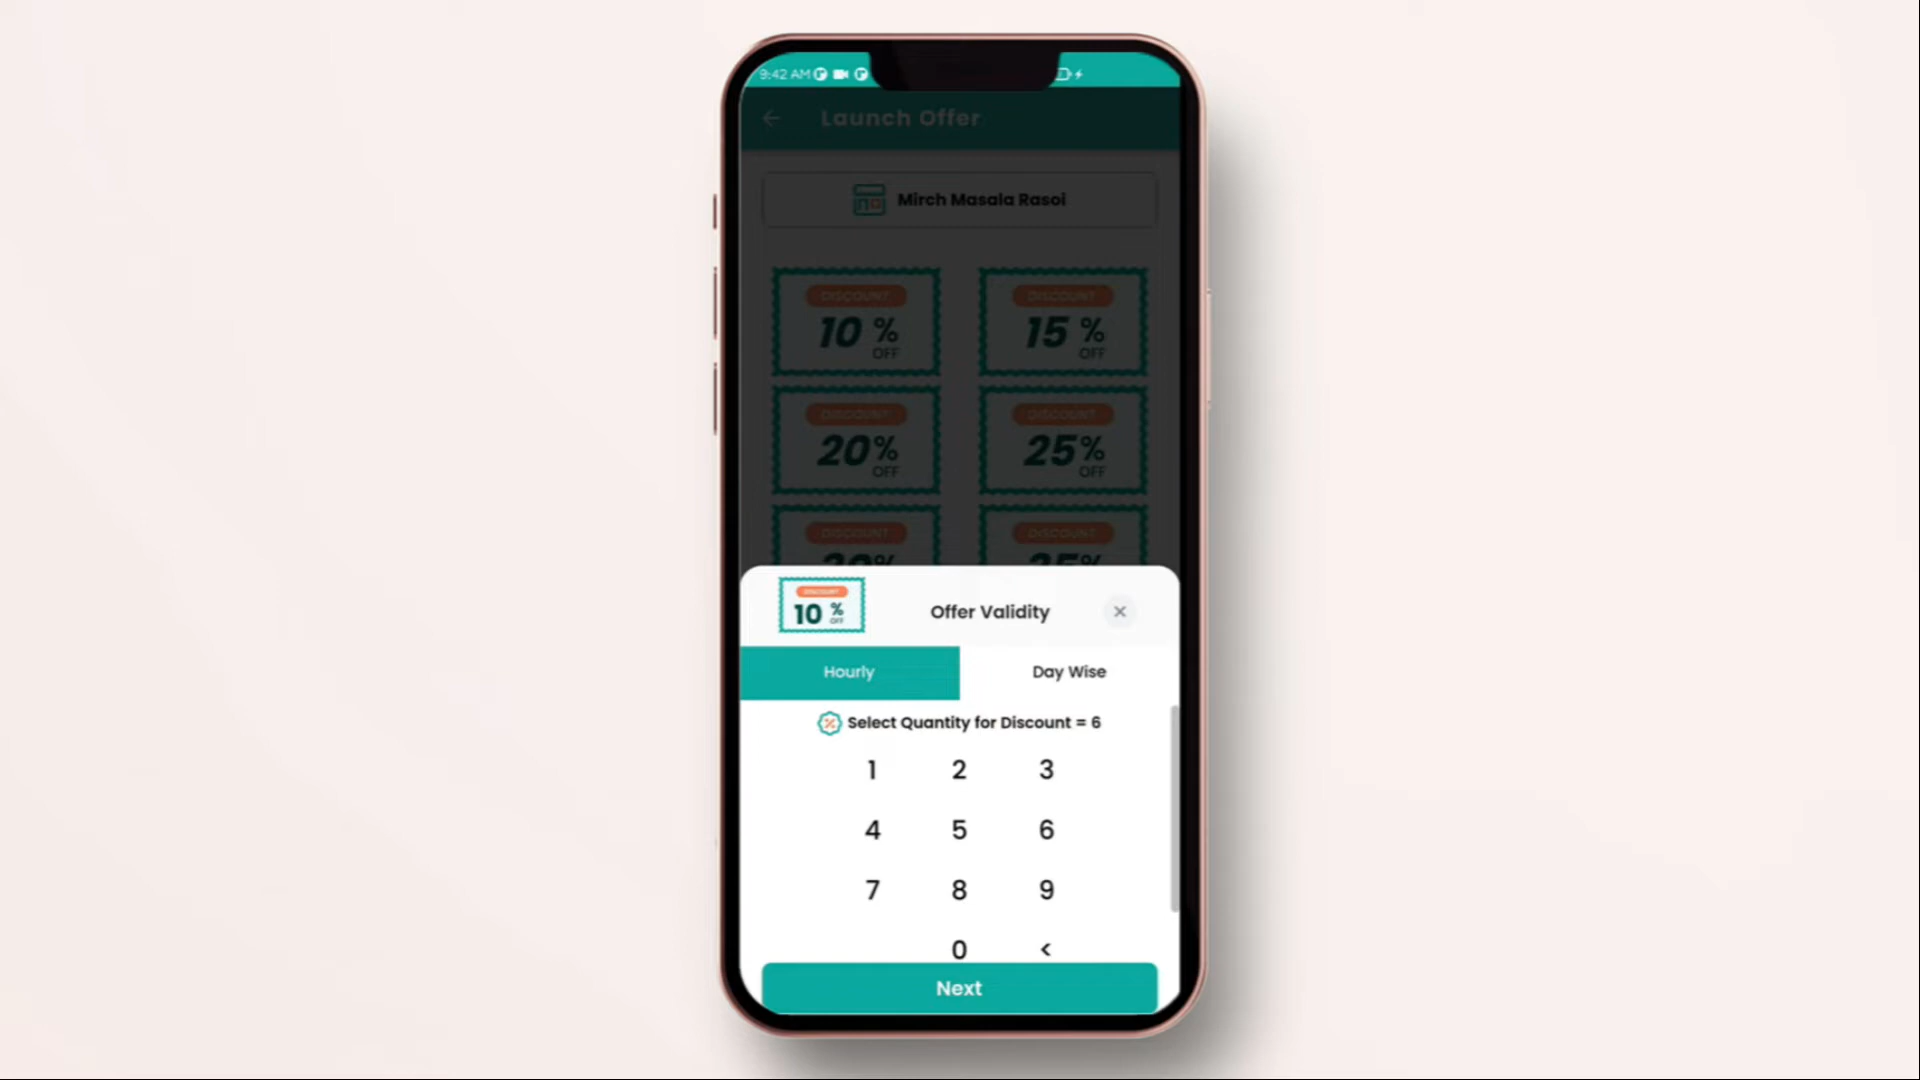 9:42 AM
Launch Offer
Mirch Masala Rasoi
DISCOUNT DISCOUNT
10 % OFF 15 % OFF
DISCOUNT DISCOUNT
20% OFF 25% OFF
DISCOUNT DISCOUNT
DISCOUNT
10 % OFF
Offer Validity
Hourly Day Wise
Select Quantity for Discount = 6
1 2 3
4 5 6
7 8 9
0 <
Next